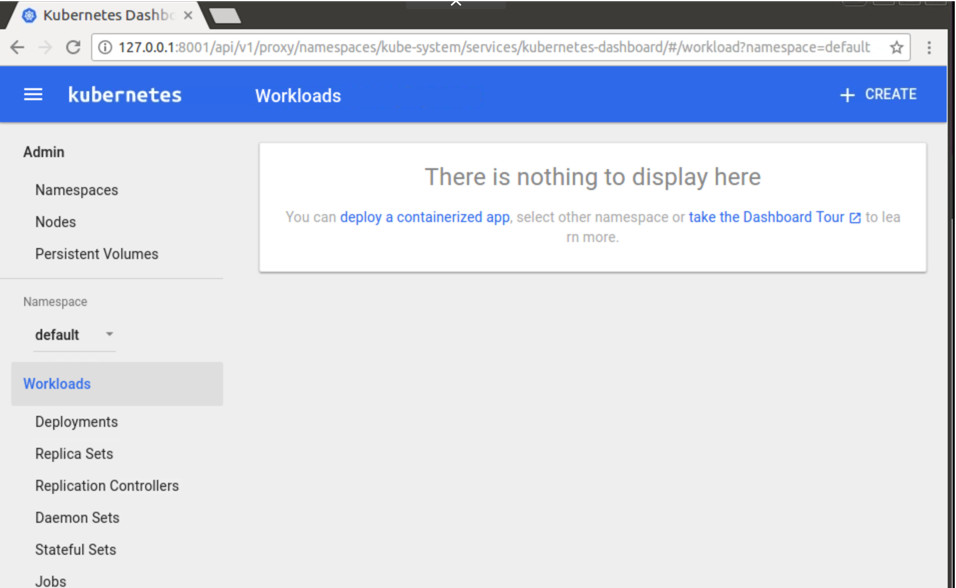 Kubernetes Dashbo
127.0.0.1:8001/api/v1/proxy/namespaces/kube-system/services/kubernetes-dashboard/#/workload?namespace=default
kubernetes
Workloads
+ CREATE
Admin
Namespaces
Nodes
Persistent Volumes
Namespace
default
Workloads
Deployments
Replica Sets
Replication Controllers
Daemon Sets
Stateful Sets
Jobs
There is nothing to display here
You can deploy a containerized app, select other namespace or take the Dashboard Tour to lea
rn more.